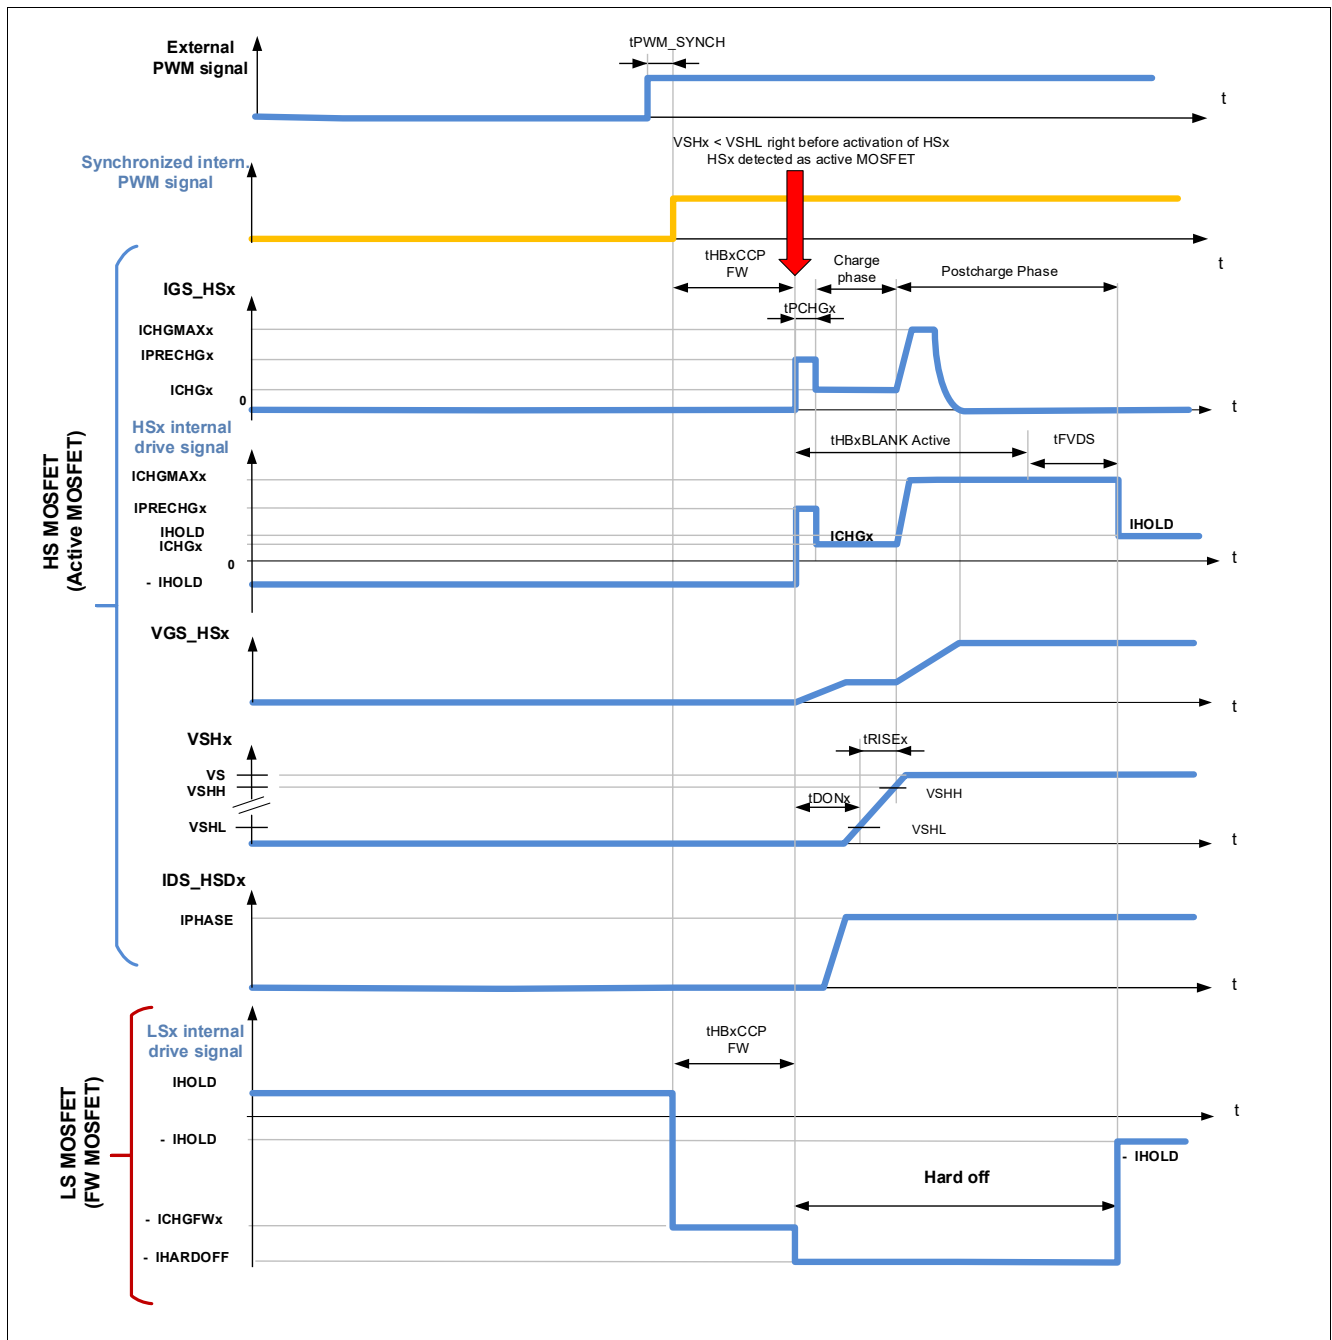 tPWM_SYNCH
External
PWM signal
t
VSHx < VSHL right before activation of HSx
HSx detected as active MOSFET
Synchronized intern.
PWM signal
t
tHBxCCP
FW
Charge
phase
Postcharge Phase
IGS_HSx
tPCHGx
ICHGMAXx
IPRECHGx
ICHGx
0
t
HSx internal
drive signal
tHBxBLANK Active
tFVDS
ICHGMAXx
IPRECHGx
IHOLD
ICHGx
ICHGx
IHOLD
0
t
- IHOLD
HS MOSFET
(Active MOSFET)
VGS_HSx
t
VSHx
tRISEx
VS
VSHH
VSHH
tDONx
VSHL
VSHL
t
IDS_HSDx
IPHASE
t
LSx internal
drive signal
tHBxCCP
FW
IHOLD
t
- IHOLD
- IHOLD
LS MOSFET
(FW MOSFET)
Hard off
- ICHGFWx
- IHARDOFF